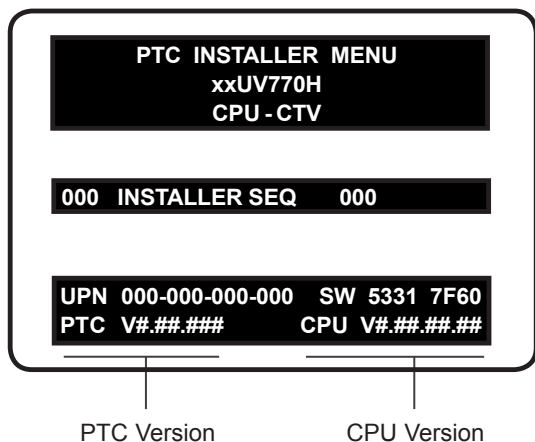 PTC INSTALLER MENU
xxUV770H
CPU - CTV
000 INSTALLER SEQ 000
UPN 000-000-000-000 SW 5331 7F60
PTC V#.##.### CPU V#.##.##.##
PTC Version CPU Version